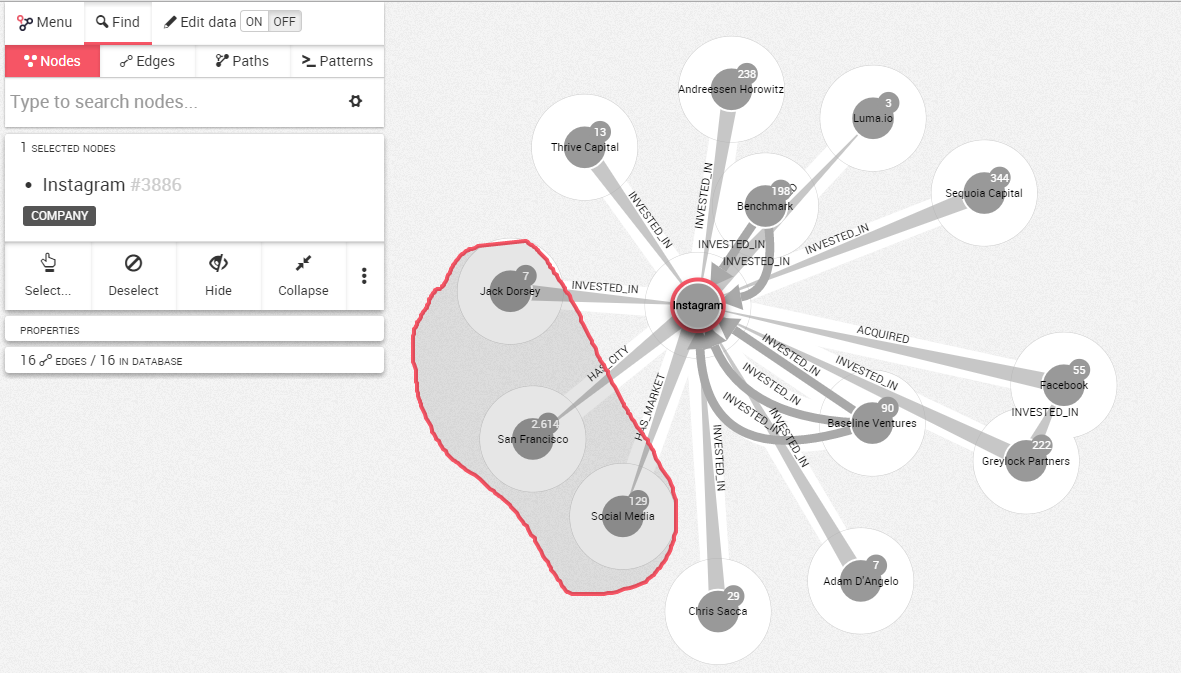 Menu Find Edit data ON OFF
Nodes Edges Paths Patterns
Type to search nodes...
1 SELECTED NODES
• Instagram #3886
COMPANY
Select... Deselect Hide Collapse
PROPERTIES
16 EDGES / 16 IN DATABASE
238
Andreessen Horowitz
3
Luma.io
13
Thrive Capital
344
Sequoia Capital
198
Benchmark
INVESTED_IN
INVESTED_IN
INVESTED_IN
INVESTED_IN
INVESTED_IN
7
Jack Dorsey
INVESTED_IN
Instagram
ACQUIRED
INVESTED_IN
INVESTED_IN
INVESTED_IN
INVESTED_IN
INVESTED_IN
INVESTED_IN
HAS_CITY
HAS_MARKET
55
Facebook
INVESTED_IN
90
Baseline Ventures
2.614
San Francisco
222
Greylock Partners
129
Social Media
7
Adam D'Angelo
29
Chris Sacca